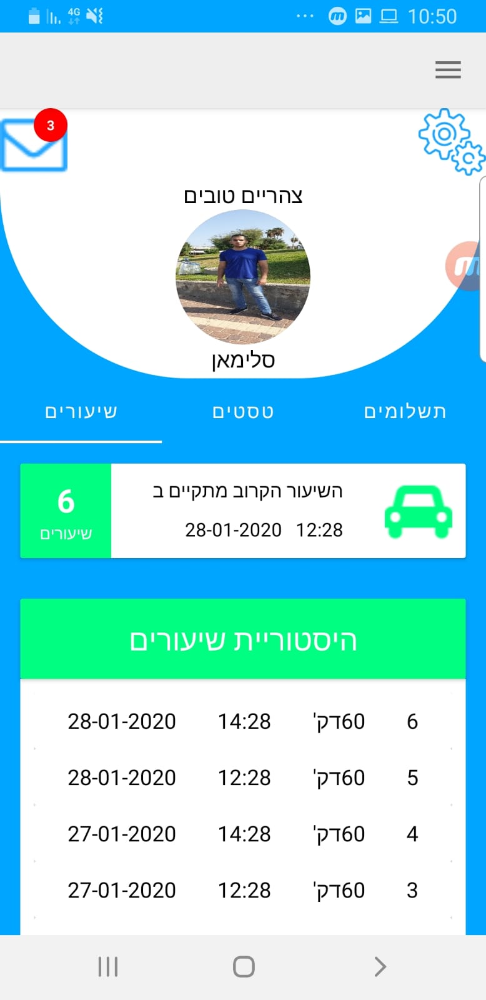 4G 10:50
3
צהריים טובים
סלימאן
תשלומים טסטים שיעורים
השיעור הקרוב מתקיים ב
28-01-2020 12:28
6
שיעורים
היסטוריית שיעורים
6 60דק' 14:28 28-01-2020
5 60דק' 12:28 28-01-2020
4 60דק' 14:28 27-01-2020
3 60דק' 12:28 27-01-2020